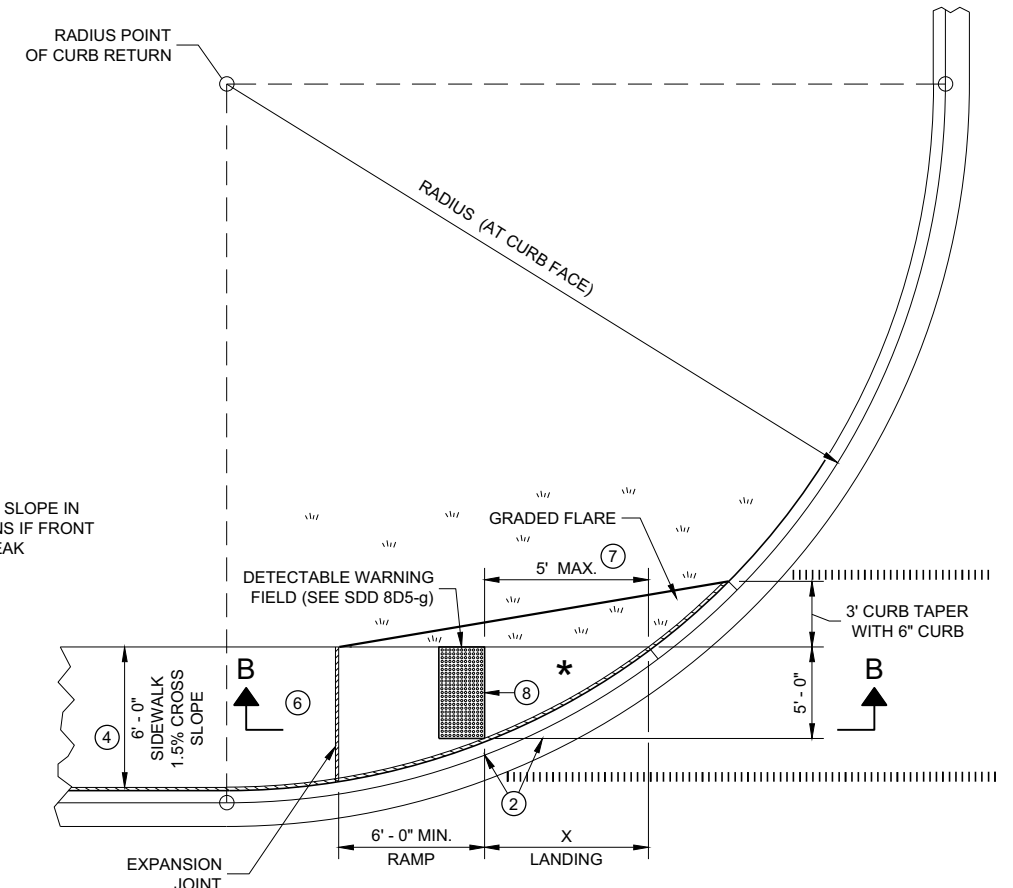 RADIUS POINT
OF CURB RETURN
RADIUS (AT CURB FACE)
SLOPE IN
NS IF FRONT
EAK
GRADED FLARE
7
5' MAX.
DETECTABLE WARNING
FIELD (SEE SDD 8D5-g)
3' CURB TAPER
WITH 6" CURB
B
B
*
6
8
4
6' - 0"
SIDEWALK
1.5% CROSS
SLOPE
5' - 0"
2
6' - 0" MIN.
RAMP
X
LANDING
EXPANSION
JOINT